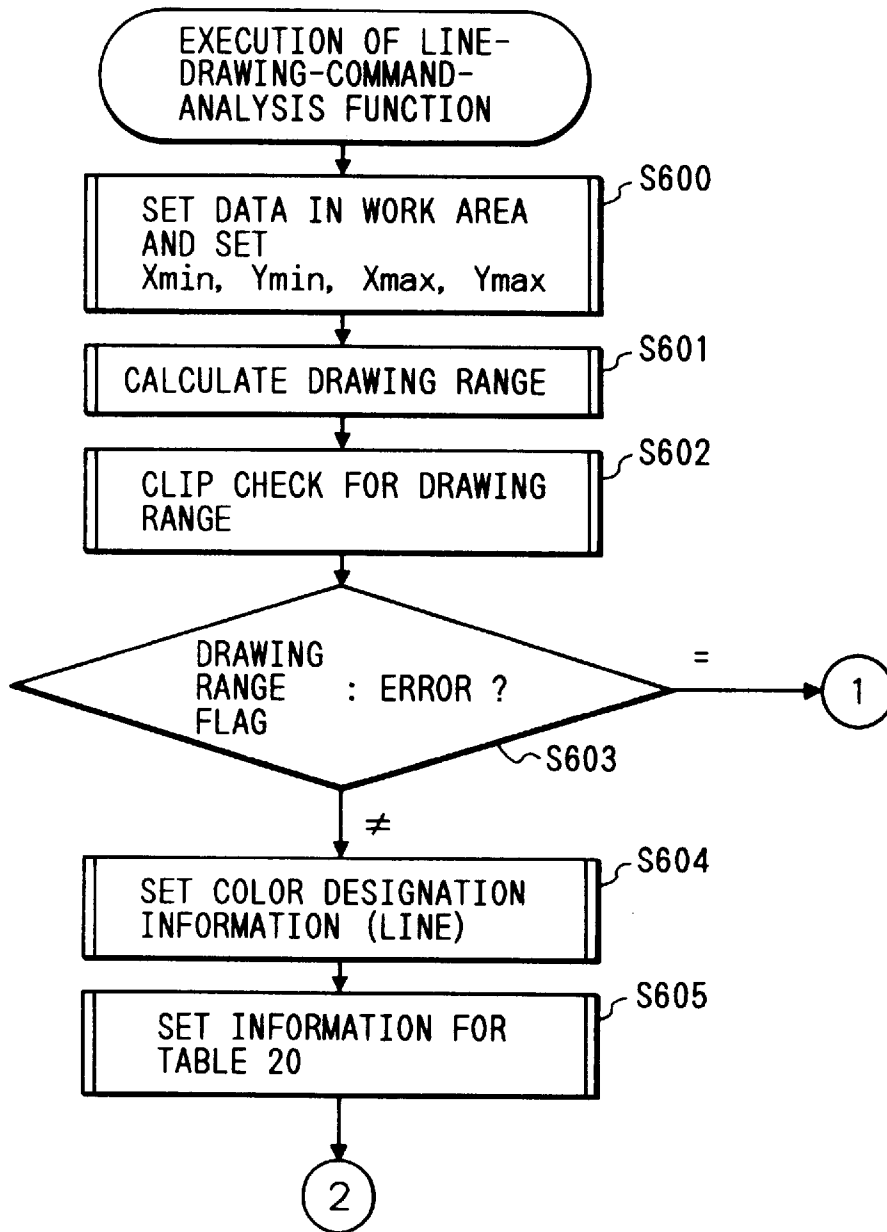 EXECUTION OF LINE-
DRAWING-COMMAND-
ANALYSIS FUNCTION
S600
SET DATA IN WORK AREA
AND SET
Xmin, Ymin, Xmax, Ymax
S601
CALCULATE DRAWING RANGE
S602
CLIP CHECK FOR DRAWING
RANGE
DRAWING
RANGE : ERROR ?
FLAG
=
1
S603
≠
S604
SET COLOR DESIGNATION
INFORMATION (LINE)
S605
SET INFORMATION FOR
TABLE 20
2